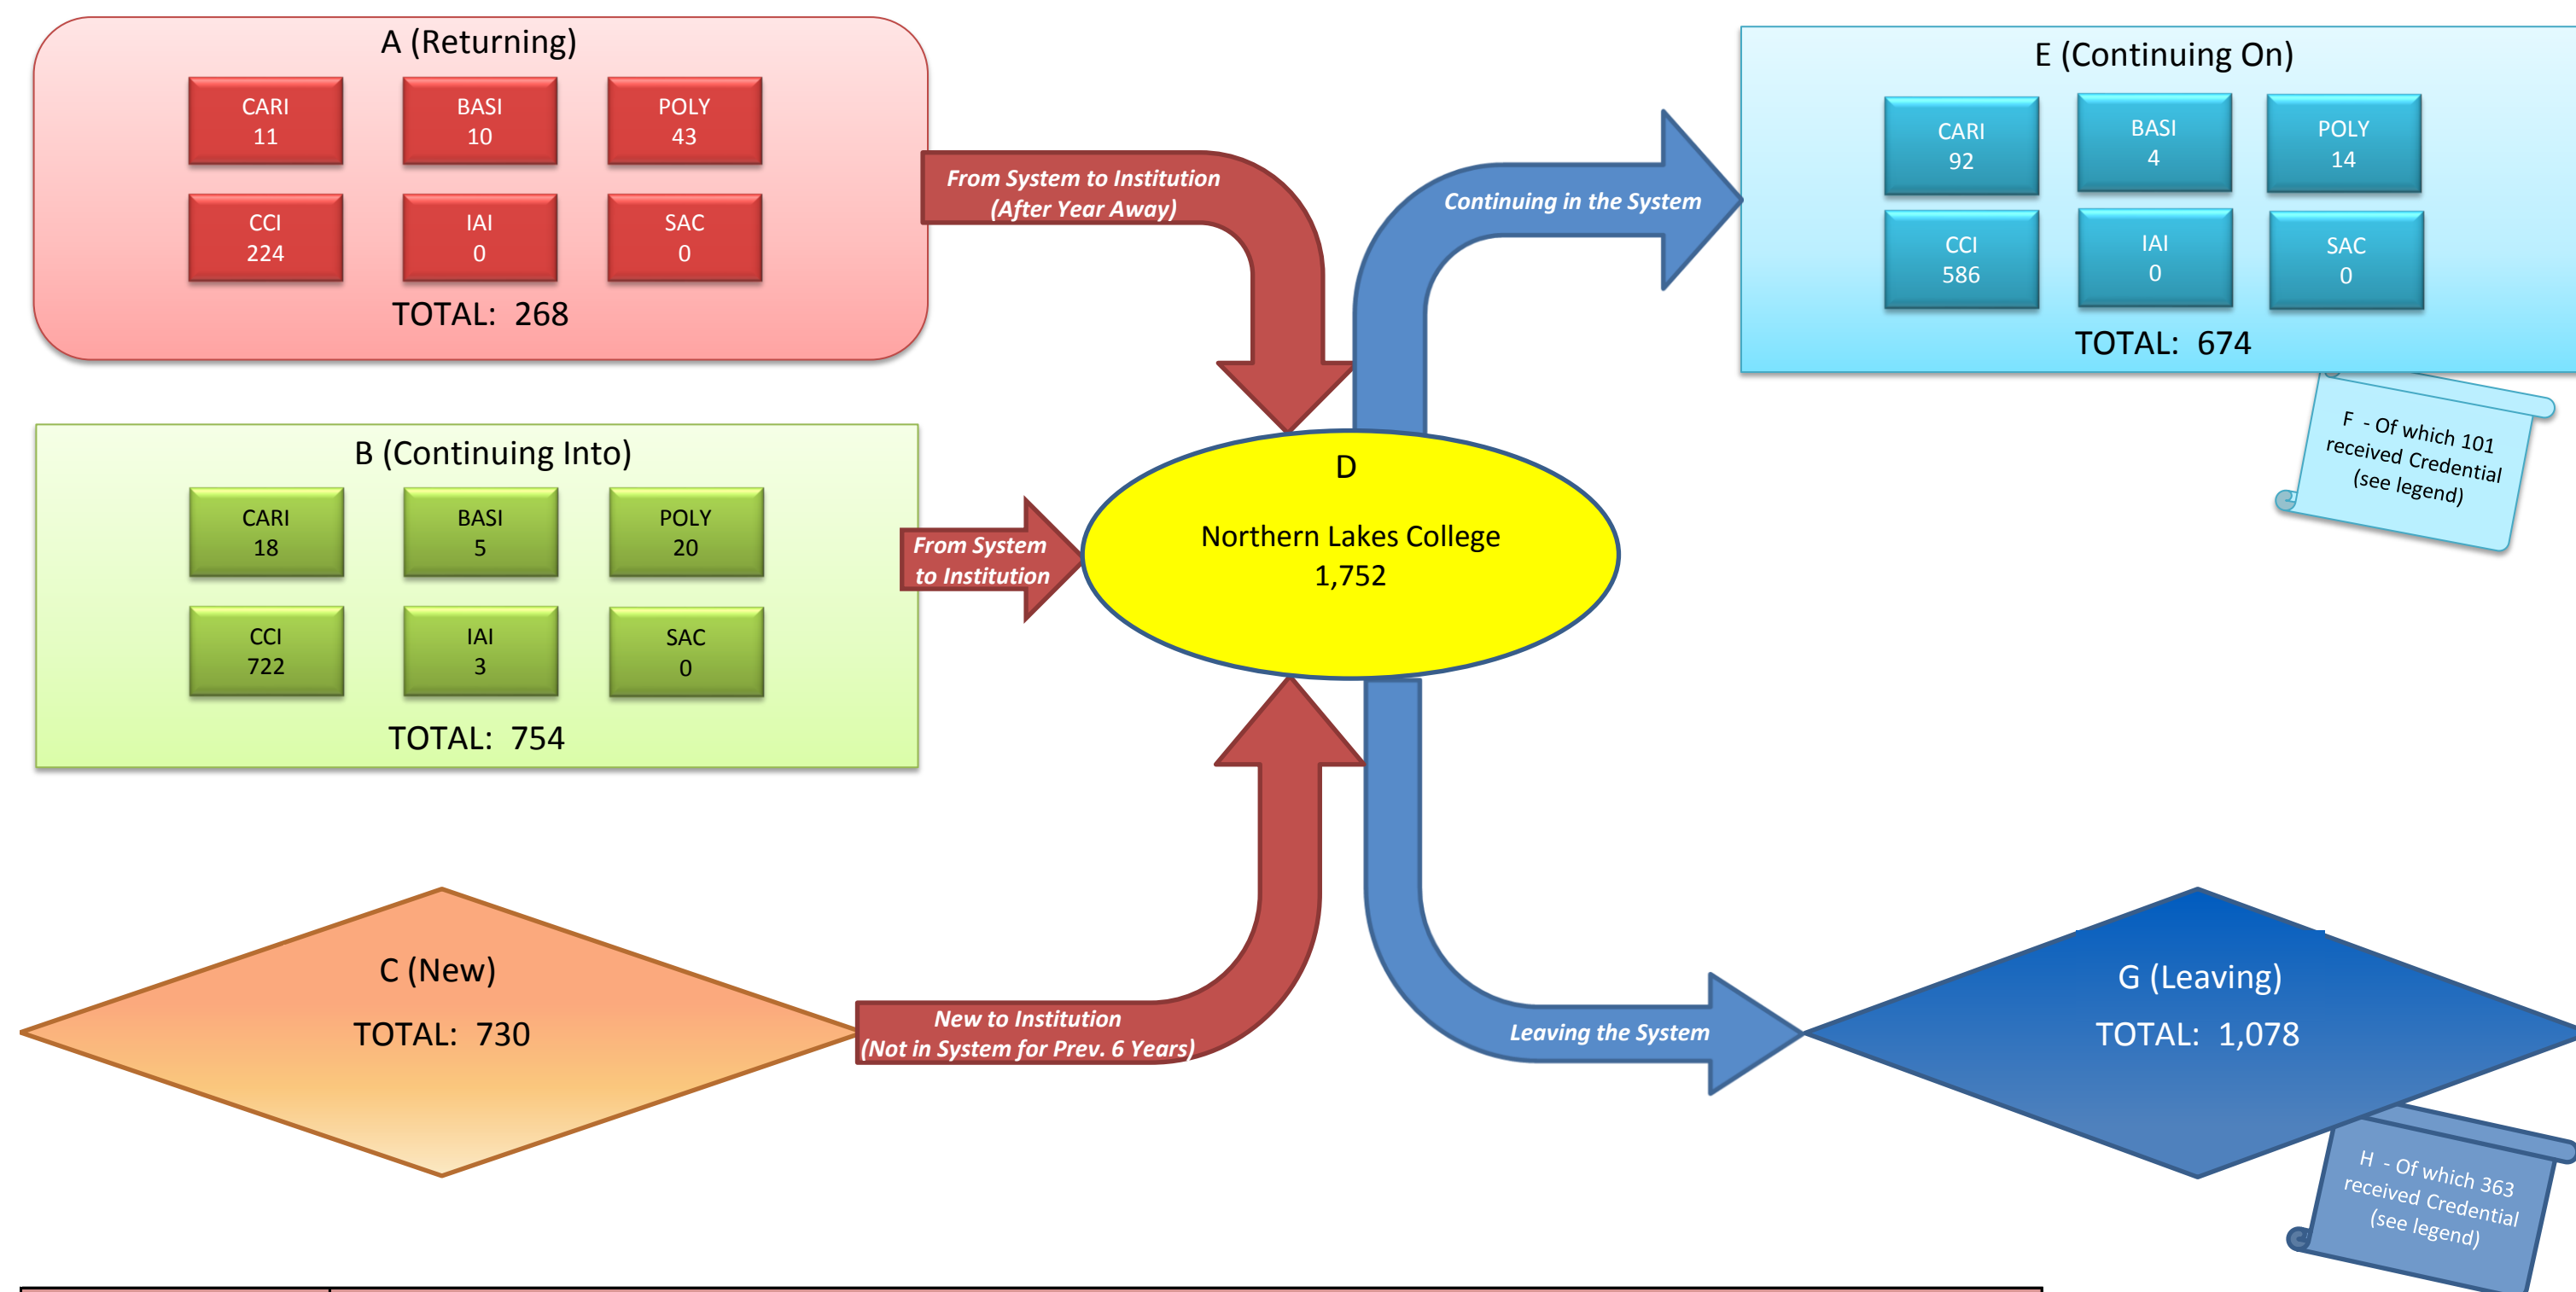 A (Returning)
CARI
11
BASI
10
POLY
43
CCI
224
IAI
0
SAC
0
TOTAL: 268
From System to Institution
(After Year Away)
Continuing in the System
E (Continuing On)
CARI
92
BASI
4
POLY
14
CCI
586
IAI
0
SAC
0
TOTAL: 674
F - Of which 101
received Credential
(see legend)
B (Continuing Into)
CARI
18
BASI
5
POLY
20
CCI
722
IAI
3
SAC
0
TOTAL: 754
From System
to Institution
D
Northern Lakes College
1,752
C (New)
TOTAL: 730
New to Institution
(Not in System for Prev. 6 Years)
Leaving the System
G (Leaving)
TOTAL: 1,078
H - Of which 363
received Credential
(see legend)